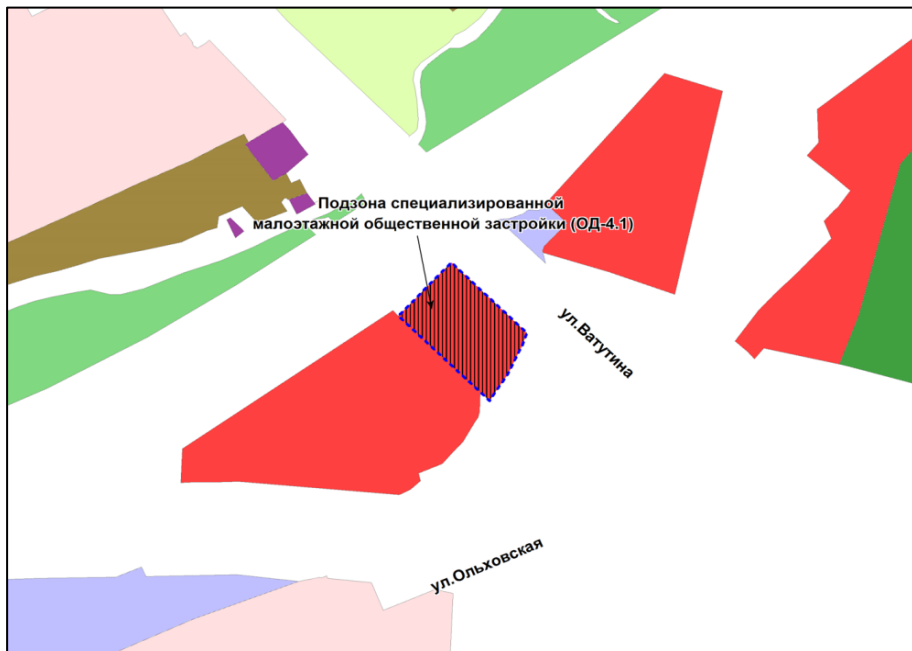 Подзона специализированной
малоэтажной общественной застройки (ОД-4.1)
ул.Ватутина
ул.Ольховская